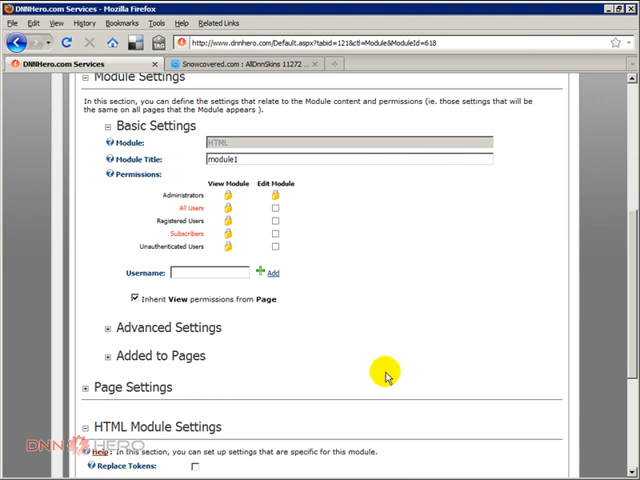 DNNHero.com Services - Mozilla Firefox
File Edit View History Bookmarks Tools Help Related Links
TAG http://www.dnnhero.com/Default.aspx?tabid=121&ctl=Module&ModuleId=618
DNNHero.com Services Snowcovered.com : AllDnnSkins 11272 ...
Module Settings
In this section, you can define the settings that relate to the Module content and permissions (ie. those settings that will be
the same on all pages that the Module appears ).
Basic Settings
Module: HTML
Module Title: module1
Permissions:
View Module Edit Module
Administrators
All Users
Registered Users
Subscribers
Unauthenticated Users
Username: Add
Inherit View permissions from Page
Advanced Settings
Added to Pages
Page Settings
HTML Module Settings
DNN HERO
Help: In this section, you can set up settings that are specific for this module.
Replace Tokens: